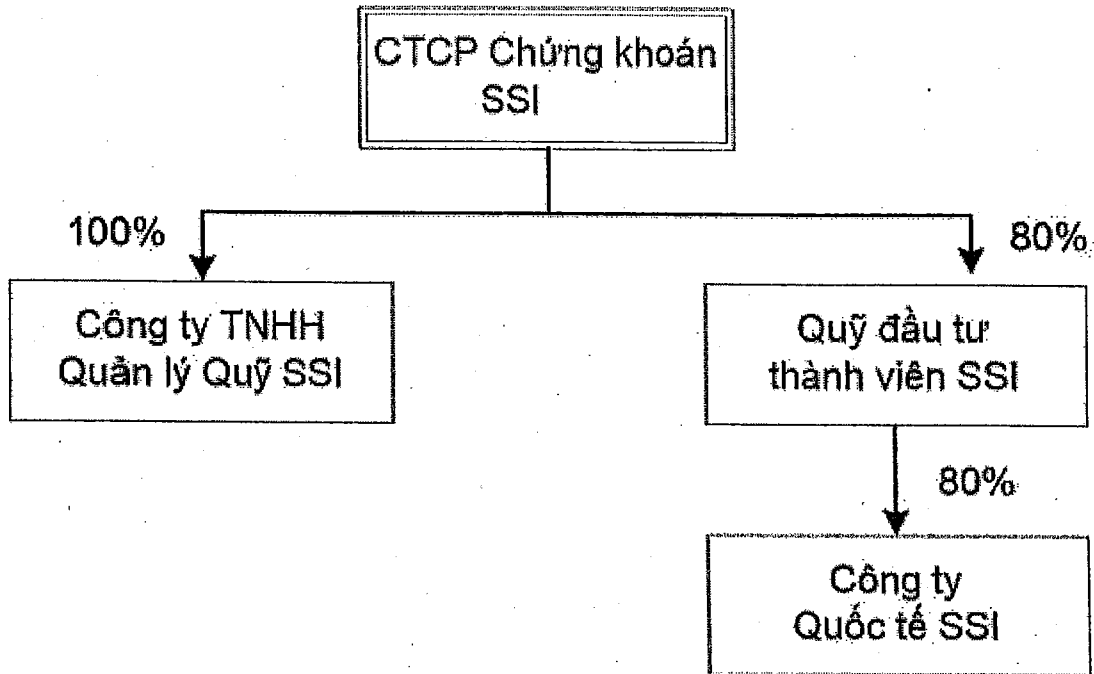 CTCP Chứng khoán
SSI
100%
80%
Công ty TNHH
Quản lý Quỹ SSI
Quỹ đầu tư
thành viên SSI
80%
Công ty
Quốc tế SSI